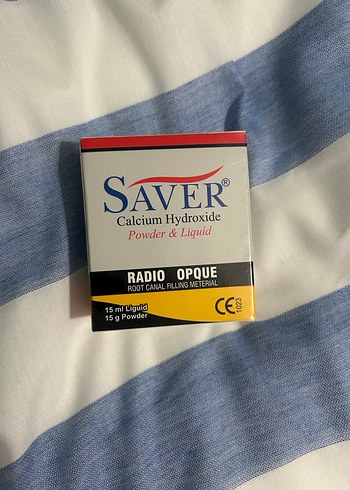 SAVER®
Calcium Hydroxide
Powder & Liquid
RADIO OPQUE
ROOT CANAL FILLING METERIAL
15 ml Liquid
15 g Powder
CE 1023